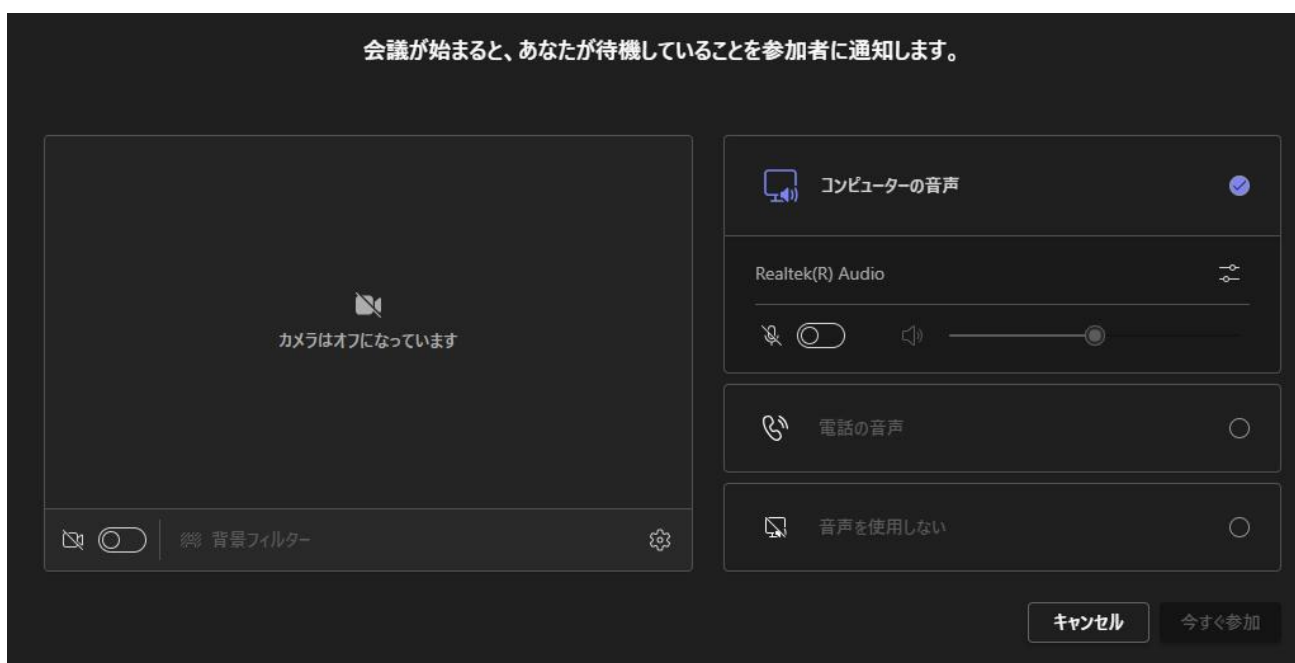 会議が始まると、あなたが待機していることを参加者に通知します。
カメラはオフになっています
背景フィルター
コンピューターの音声
Realtek(R) Audio
電話の音声
音声を使用しない
キャンセル
今すぐ参加